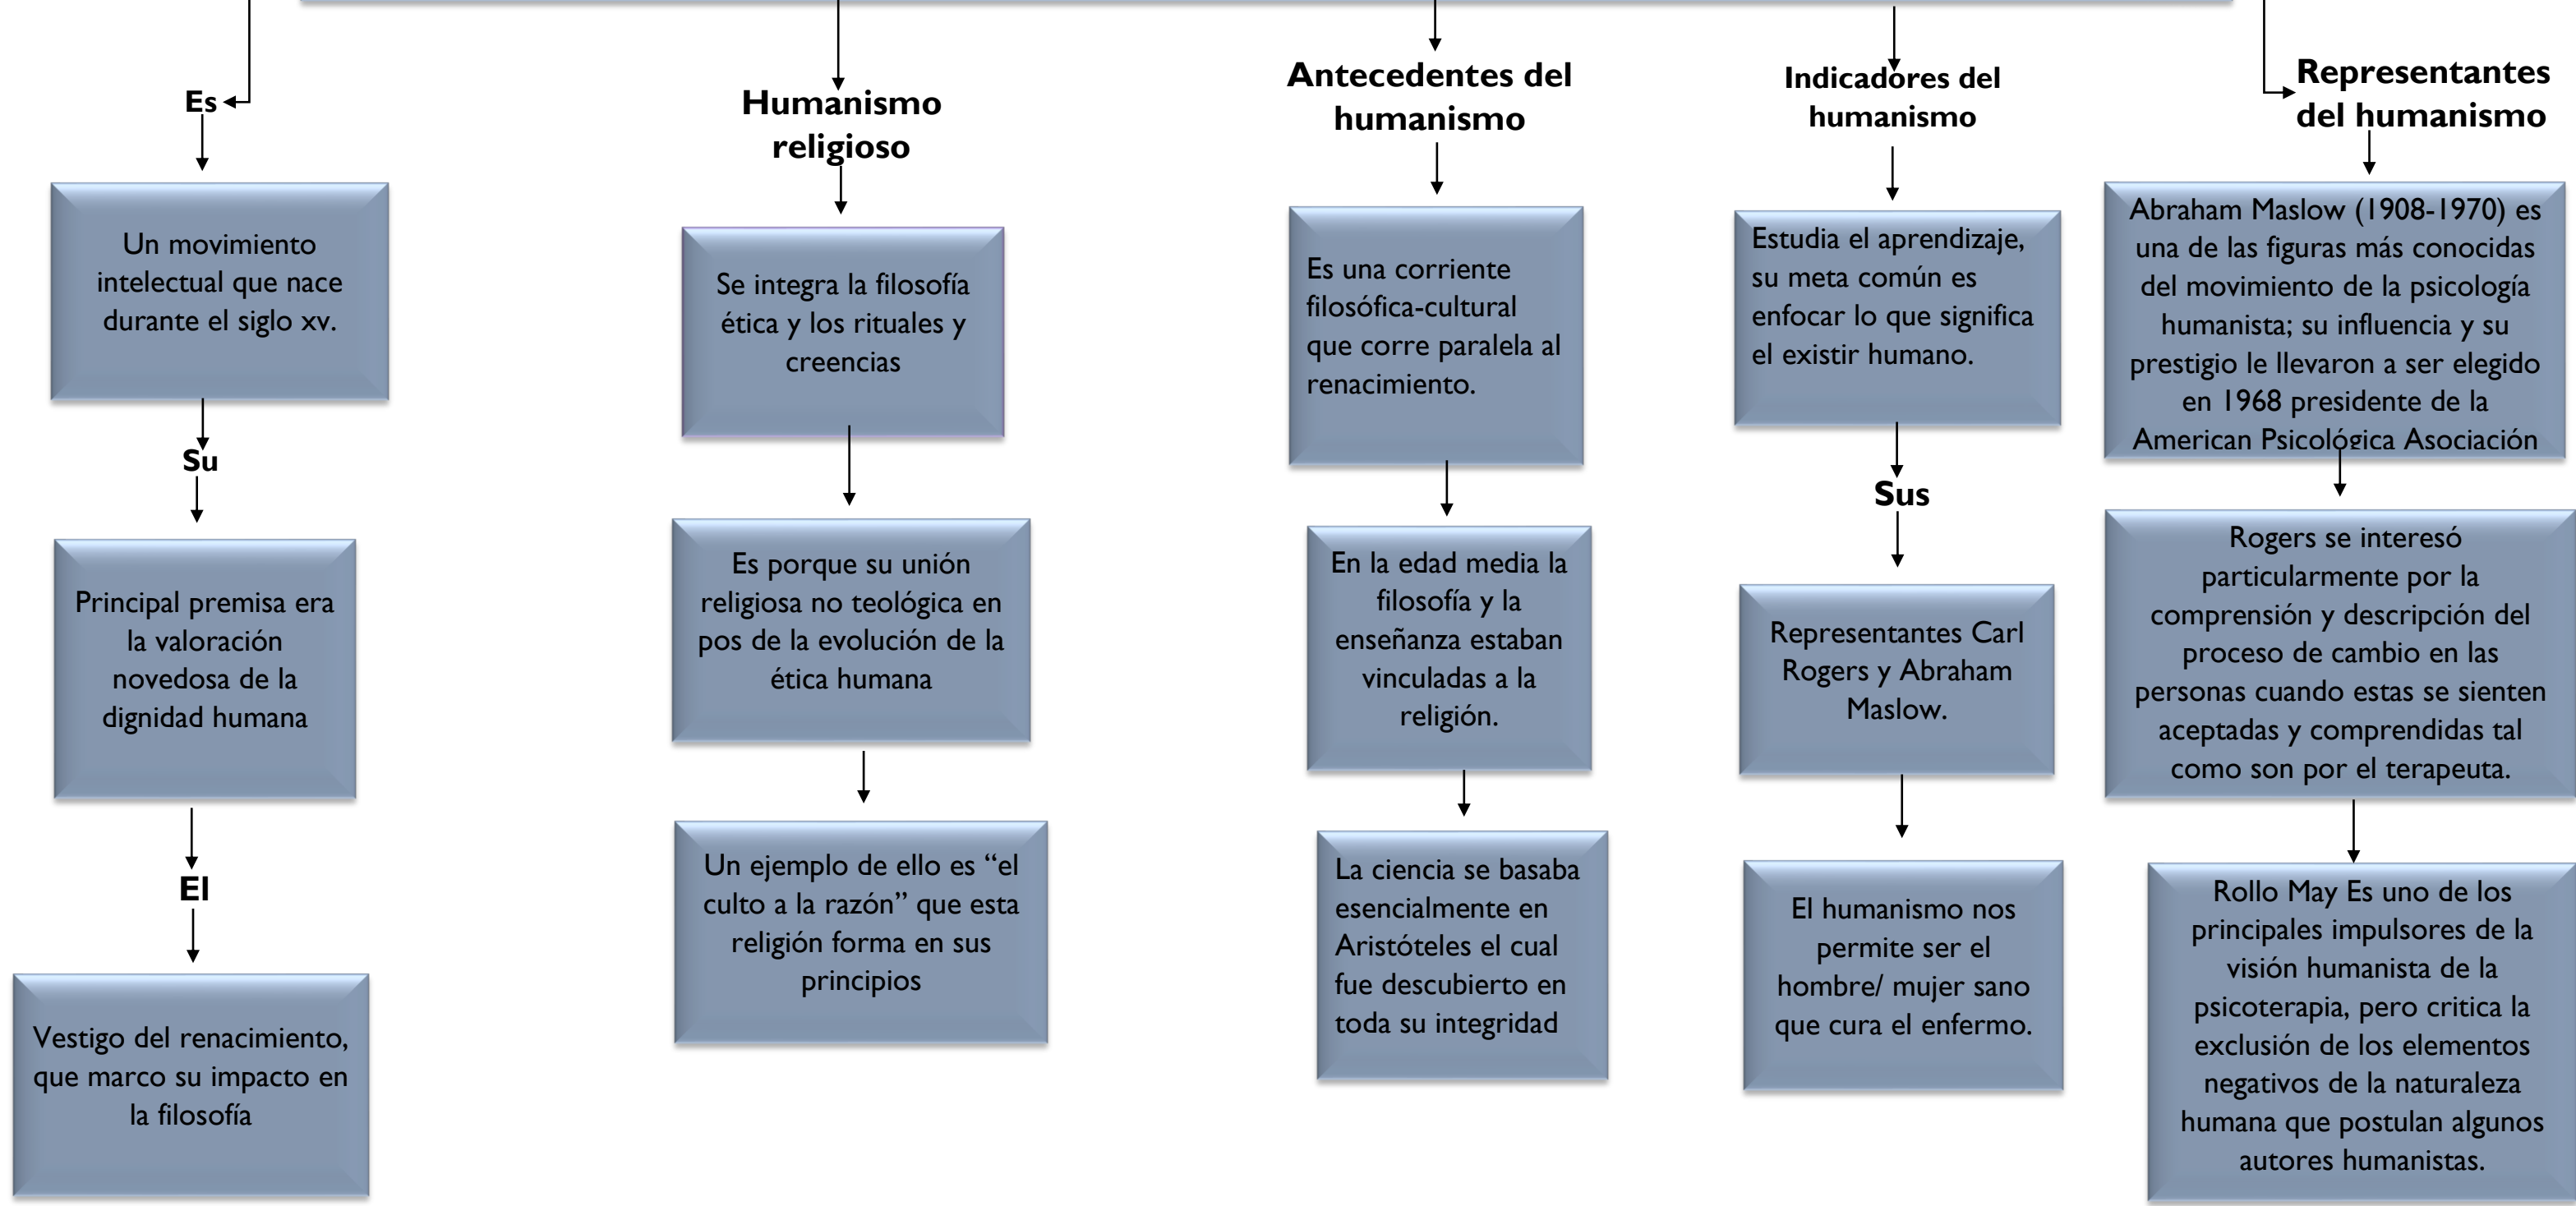 Es
Un movimiento
intelectual que nace
durante el siglo xv.
Su
Principal premisa era
la valoración
novedosa de la
dignidad humana
El
Vestigo del renacimiento,
que marco su impacto en
la filosofía
Humanismo
religioso
Se integra la filosofía
ética y los rituales y
creencias
Es porque su unión
religiosa no teológica en
pos de la evolución de la
ética humana
Un ejemplo de ello es “el
culto a la razón” que esta
religión forma en sus
principios
Antecedentes del
humanismo
Es una corriente
filosófica-cultural
que corre paralela al
renacimiento.
En la edad media la
filosofía y la
enseñanza estaban
vinculadas a la
religión.
La ciencia se basaba
esencialmente en
Aristóteles el cual
fue descubierto en
toda su integridad
Indicadores del
humanismo
Estudia el aprendizaje,
su meta común es
enfocar lo que significa
el existir humano.
Sus
Representantes Carl
Rogers y Abraham
Maslow.
El humanismo nos
permite ser el
hombre/ mujer sano
que cura el enfermo.
Representantes
del humanismo
Abraham Maslow (1908-1970) es
una de las figuras más conocidas
del movimiento de la psicología
humanista; su influencia y su
prestigio le llevaron a ser elegido
en 1968 presidente de la
American Psicológica Asociación
Rogers se interesó
particularmente por la
comprensión y descripción del
proceso de cambio en las
personas cuando estas se sienten
aceptadas y comprendidas tal
como son por el terapeuta.
Rollo May Es uno de los
principales impulsores de la
visión humanista de la
psicoterapia, pero critica la
exclusión de los elementos
negativos de la naturaleza
humana que postulan algunos
autores humanistas.